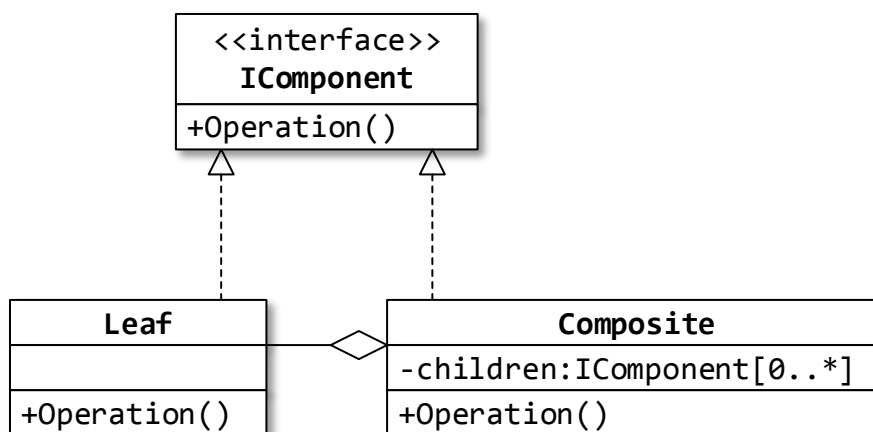 <<interface>>
IComponent
+Operation()
Leaf
+Operation()
Composite
-children:IComponent[0..*]
+Operation()